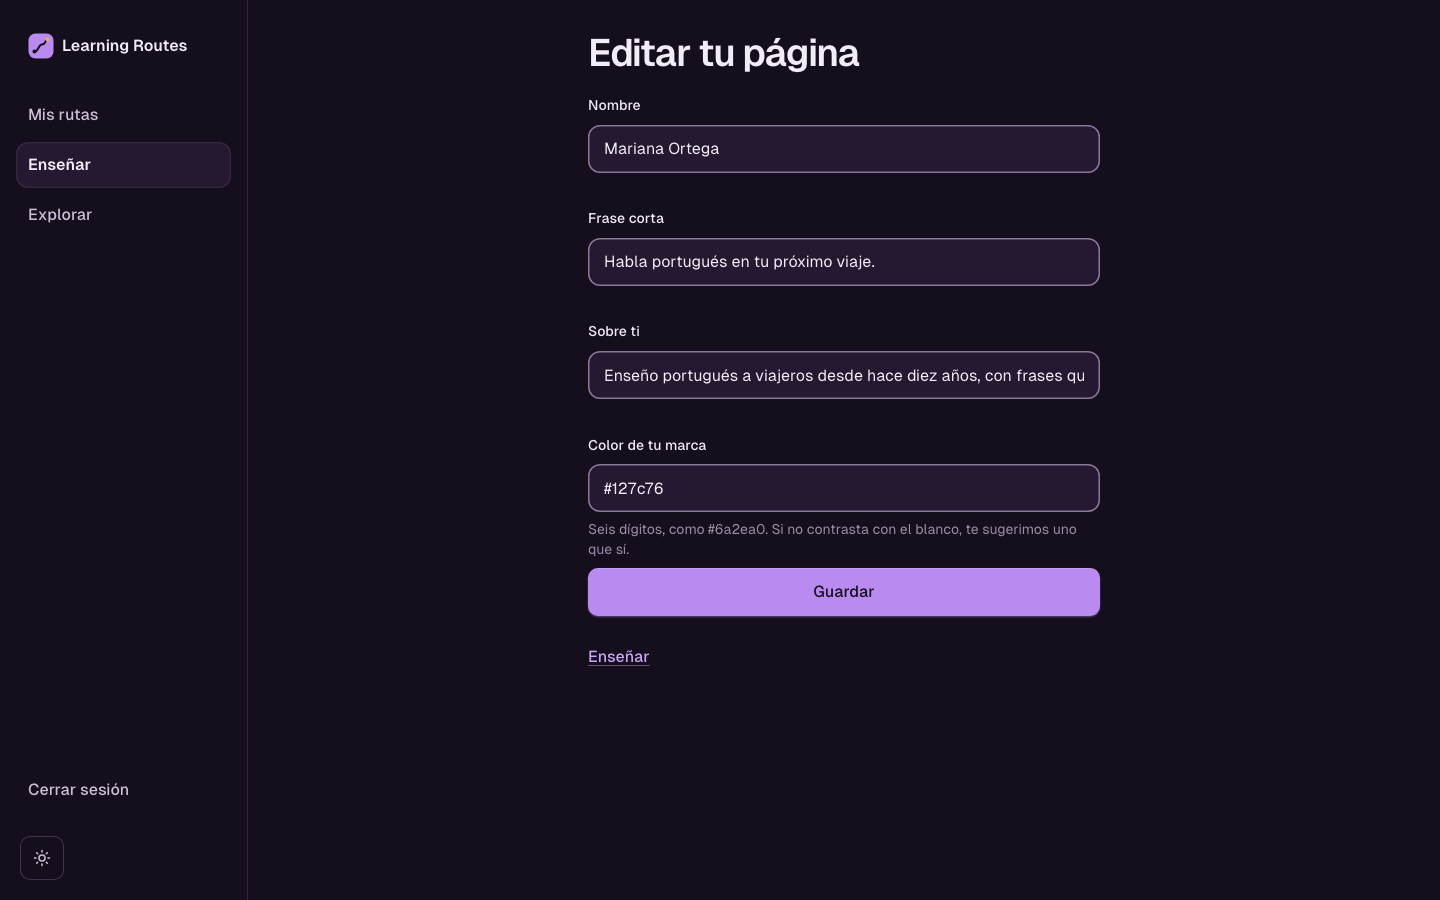 Learning Routes
Mis rutas
Enseñar
Explorar
Cerrar sesión
Editar tu página
Nombre
Mariana Ortega
Frase corta
Habla portugués en tu próximo viaje.
Sobre ti
Enseño portugués a viajeros desde hace diez años, con frases qu
Color de tu marca
#127c76
Seis dígitos, como #6a2ea0. Si no contrasta con el blanco, te sugerimos uno
que sí.
Guardar
Enseñar